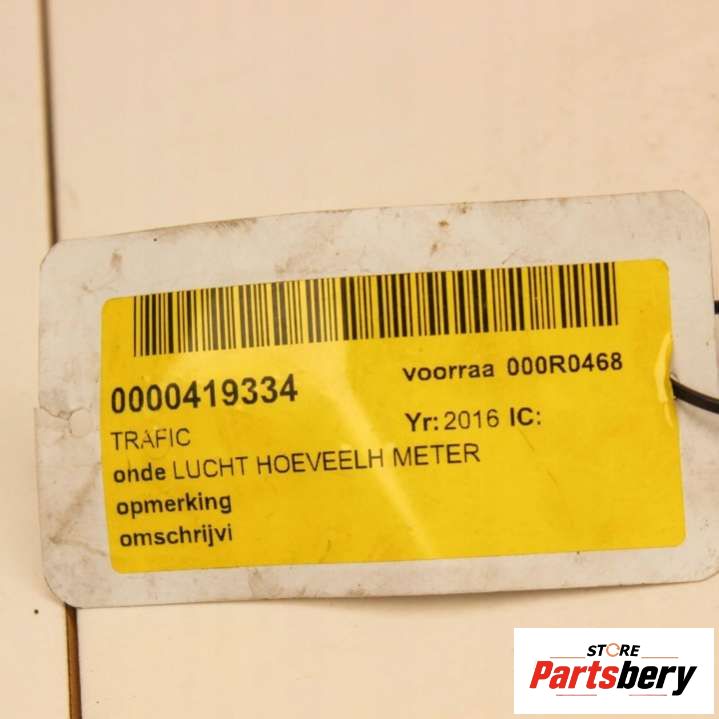 0000419334
voorraa 000R0468
TRAFIC
Yr: 2016 IC:
onde LUCHT HOEVEELH METER
opmerking
omschrijvi
STORE
Partsbery